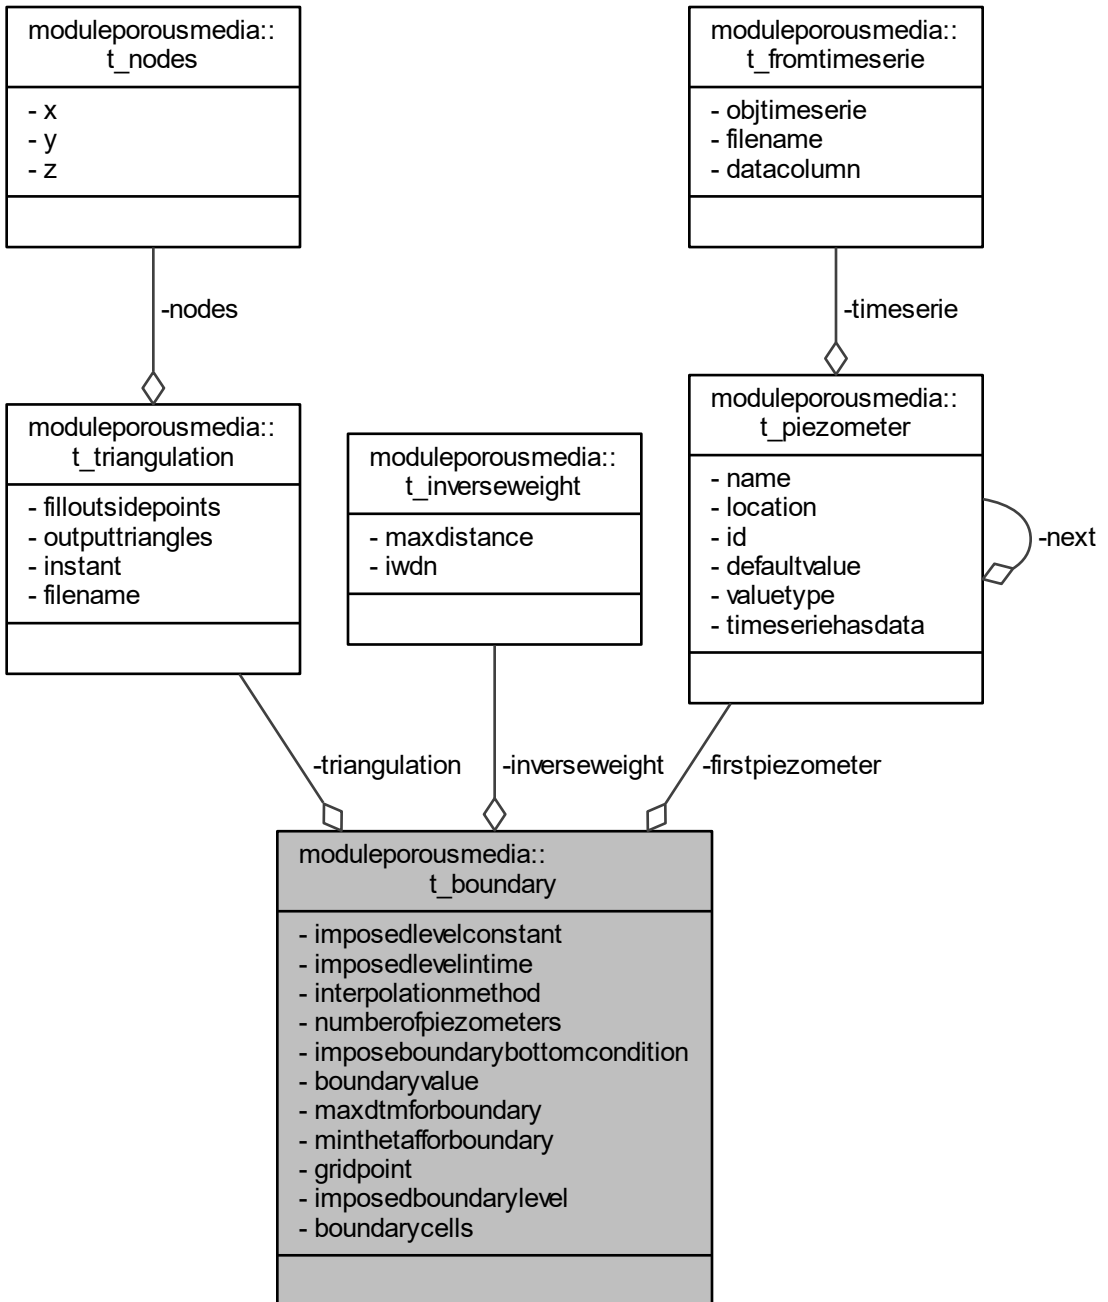 moduleporousmedia::
t_nodes
- x
- y
- z
moduleporousmedia::
t_fromtimeserie
- objtimeserie
- filename
- datacolumn
-nodes
-timeserie
moduleporousmedia::
t_triangulation
- filloutsidepoints
- outputtriangles
- instant
- filename
moduleporousmedia::
t_inverseweight
- maxdistance
- iwdn
moduleporousmedia::
t_piezometer
- name
- location
- id
- defaultvalue
- valuetype
- timeseriehasdata
-next
-triangulation
-inverseweight
-firstpiezometer
moduleporousmedia::
t_boundary
- imposedlevelconstant
- imposedlevelintime
- interpolationmethod
- numberofpiezometers
- imposeboundarybottomcondition
- boundaryvalue
- maxdtmforboundary
- minthetafforboundary
- gridpoint
- imposedboundarylevel
- boundarycells